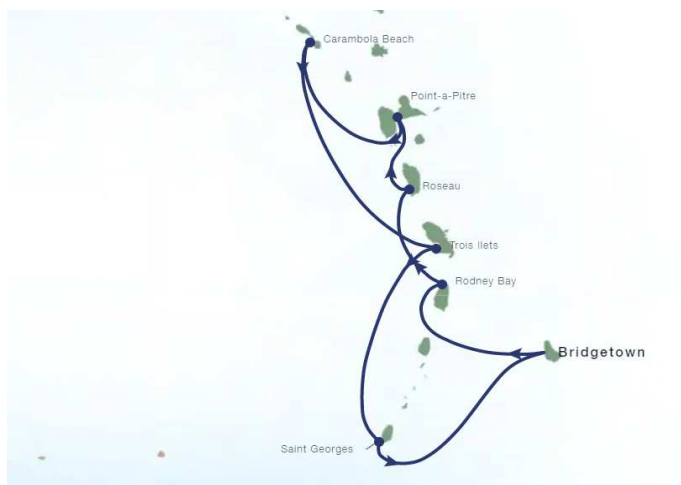 Carambola Beach
Point-a-Pitre
Roseau
Trois Ilets
Rodney Bay
Bridgetown
Saint Georges